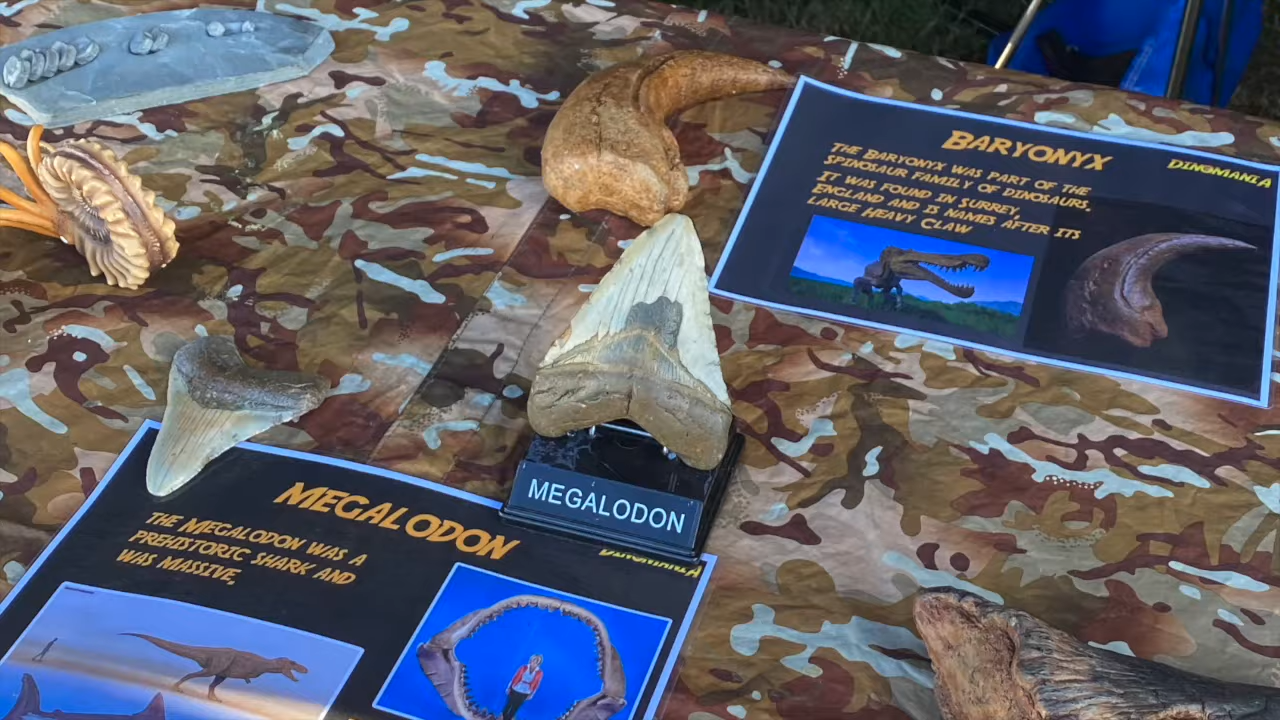 BARYONYX
DINOMANIA
THE BARYONYX WAS PART OF THE
SPINOSAUR FAMILY OF DINOSAURS.
IT WAS FOUND IN SURREY,
ENGLAND AND IS NAMES AFTER ITS
LARGE HEAVY CLAW
MEGALODON
MEGALODON
DINOMANIA
THE MEGALODON WAS A
PREHISTORIC SHARK AND
WAS MASSIVE,